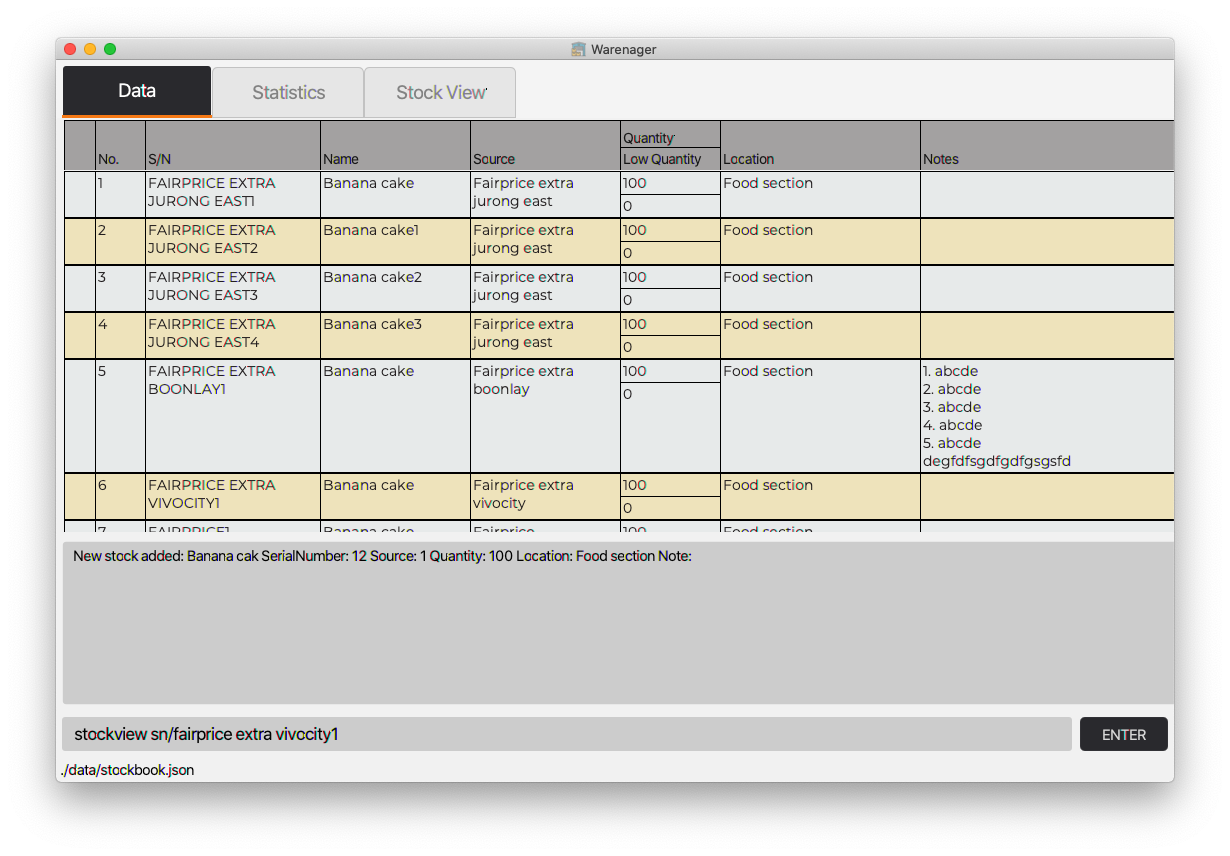 Warenager
Data
Statistics
Stock View
No.
S/N
Name
Source
Quantity
Low Quantity
Location
Notes
1
FAIRPRICE EXTRA
JURONG EAST1
Banana cake
Fairprice extra
jurong east
100
0
Food section
2
FAIRPRICE EXTRA
JURONG EAST2
Banana cake1
Fairprice extra
jurong east
100
0
Food section
3
FAIRPRICE EXTRA
JURONG EAST3
Banana cake2
Fairprice extra
jurong east
100
0
Food section
4
FAIRPRICE EXTRA
JURONG EAST4
Banana cake3
Fairprice extra
jurong east
100
0
Food section
5
FAIRPRICE EXTRA
BOONLAY1
Banana cake
Fairprice extra
boonlay
100
0
Food section
1. abcde
2. abcde
3. abcde
4. abcde
5. abcde
degfdfsgdfgdfgsgsfd
6
FAIRPRICE EXTRA
VIVOCITY1
Banana cake
Fairprice extra
vivocity
100
0
Food section
7
FAIRPRICE1
Banana cake
Fairprice
100
Food section
New stock added: Banana cak SerialNumber: 12 Source: 1 Quantity: 100 Location: Food section Note:
stockview sn/fairprice extra vivocity1
ENTER
./data/stockbook.json